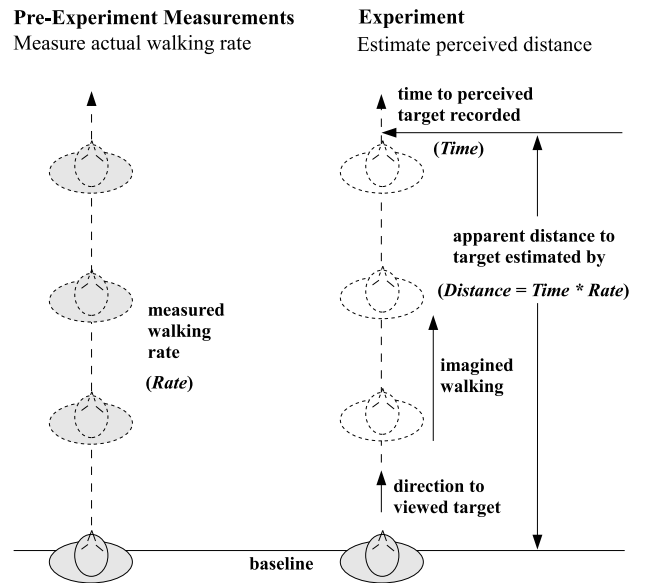 Pre-Experiment Measurements
Measure actual walking rate
Experiment
Estimate perceived distance
time to perceived
target recorded
(Time)
apparent distance to
target estimated by
(Distance = Time * Rate)
measured
walking
rate
(Rate)
imagined
walking
direction to
viewed target
baseline